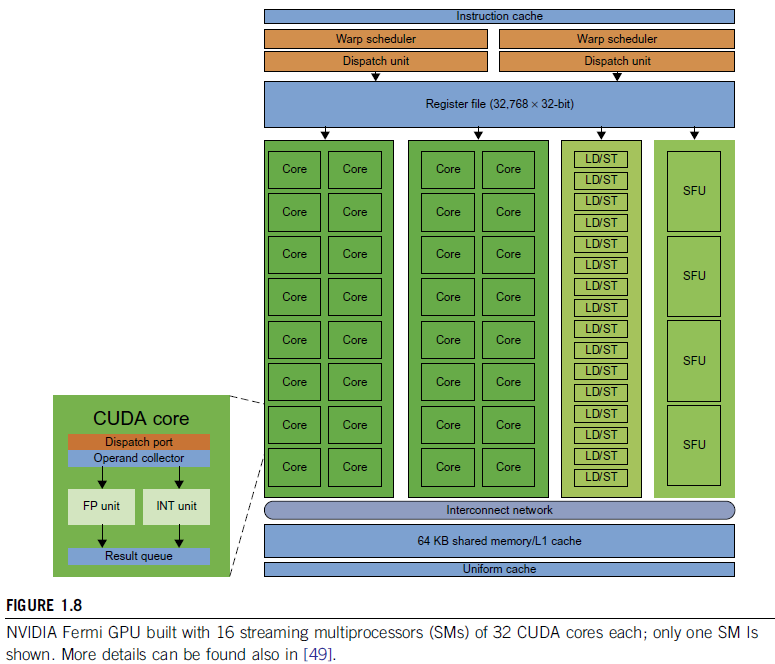 Instruction cache
Warp scheduler Warp scheduler
Dispatch unit Dispatch unit
Register file (32,768 × 32-bit)
Core Core Core Core LD/ST SFU
LD/ST
Core Core Core Core LD/ST
LD/ST
Core Core Core Core LD/ST SFU
LD/ST
Core Core Core Core LD/ST
LD/ST
Core Core Core Core LD/ST SFU
LD/ST
Core Core Core Core LD/ST
LD/ST
Core Core Core Core LD/ST SFU
LD/ST
Core Core Core Core LD/ST
LD/ST
CUDA core
Dispatch port
Operand collector
FP unit INT unit
Result queue
Interconnect network
64 KB shared memory/L1 cache
Uniform cache
FIGURE 1.8
NVIDIA Fermi GPU built with 16 streaming multiprocessors (SMs) of 32 CUDA cores each; only one SM Is
shown. More details can be found also in [49].